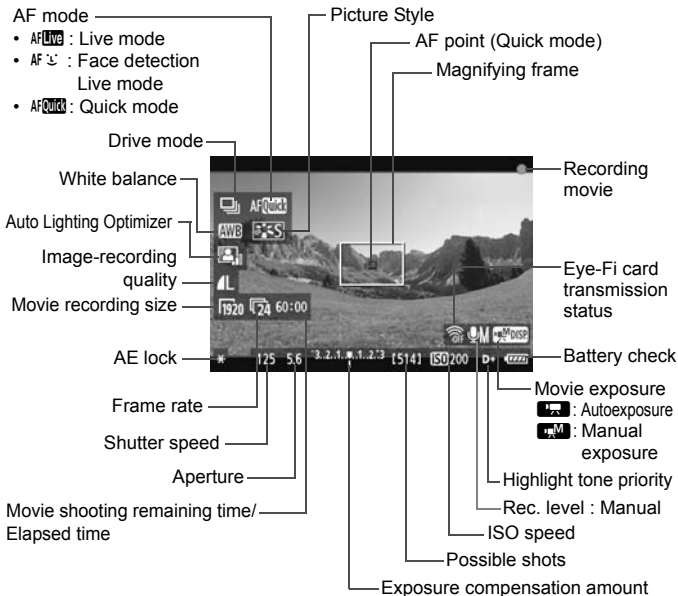 AF mode
• AF Live : Live mode
• AF : Face detection
Live mode
• AF Quick : Quick mode
Picture Style
AF point (Quick mode)
Magnifying frame
Drive mode
White balance
Auto Lighting Optimizer
Image-recording
quality
Movie recording size
AE lock
Frame rate
Shutter speed
Aperture
Movie shooting remaining time/
Elapsed time
AF Quick
AWB S
L
1920 24 60:00
OFF M M DISP
125 5.6 3..2..1.. ..1..2..3 [514] ISO 200 D+
Recording
movie
Eye-Fi card
transmission
status
Battery check
Movie exposure
: Autoexposure
M : Manual
exposure
Highlight tone priority
Rec. level : Manual
ISO speed
Possible shots
Exposure compensation amount